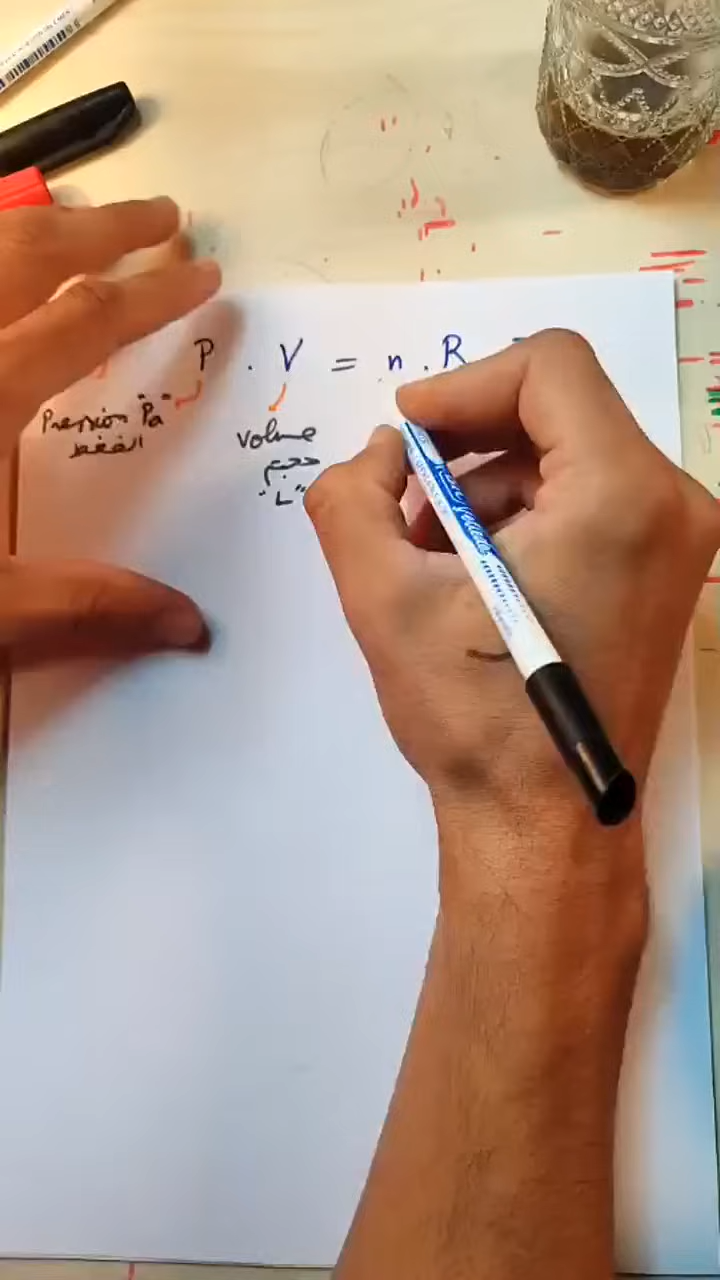 P . V = n . R
Pression "Pa"
الضغط
Volume
حجم
"L"